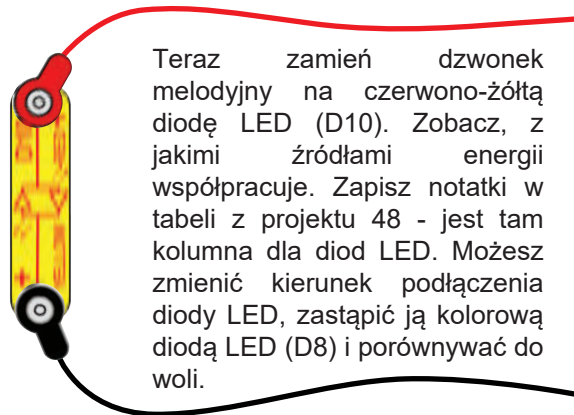 Teraz zamień dzwonek
melodyjny na czerwono-żółtą
diodę LED (D10). Zobacz, z
jakimi źródłami energii
współpracuje. Zapisz notatki w
tabeli z projektu 48 - jest tam
kolumna dla diod LED. Możesz
zmienić kierunek podłączenia
diody LED, zastąpić ją kolorową
diodą LED (D8) i porównywać do
woli.